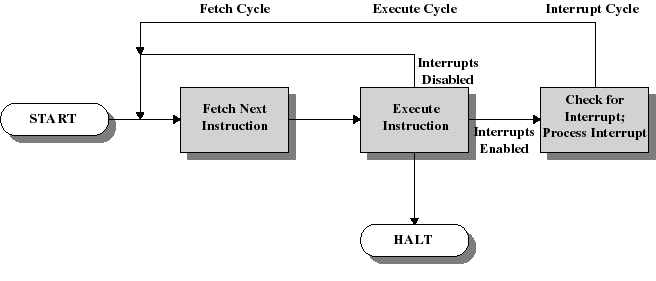 Fetch Cycle
Execute Cycle
Interrupt Cycle
Interrupts
Disabled
START
Fetch Next
Instruction
Execute
Instruction
Interrupts
Enabled
Check for
Interrupt;
Process Interrupt
HALT